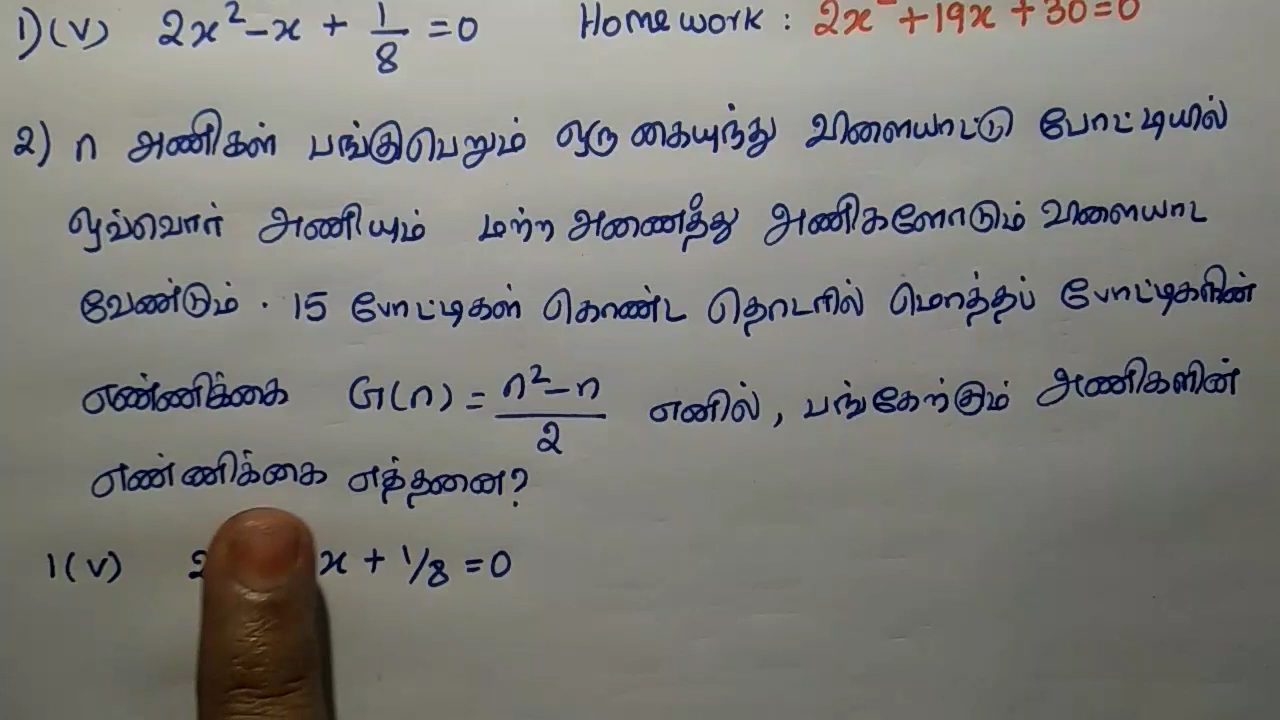 1)(v) 2x² - x + 1/8 = 0 Homework : 2x² + 19x + 30 = 0
2) n அணிகள் பங்குபெறும் ஒரு கையுந்து விளையாட்டு போட்டியில்
ஒவ்வொர் அணியும் மற்ற அணைத்து அணிகளோடும் விளையாட
வேண்டும். 15 போட்டிகள் கொண்ட தொடரில் மொத்தப் போட்டிகளின்
எண்ணிக்கை G(n) = n² - n / 2 எனில், பங்கேற்கும் அணிகளின்
எண்ணிக்கை எத்தனை?
1(v) 2 x + 1/8 = 0